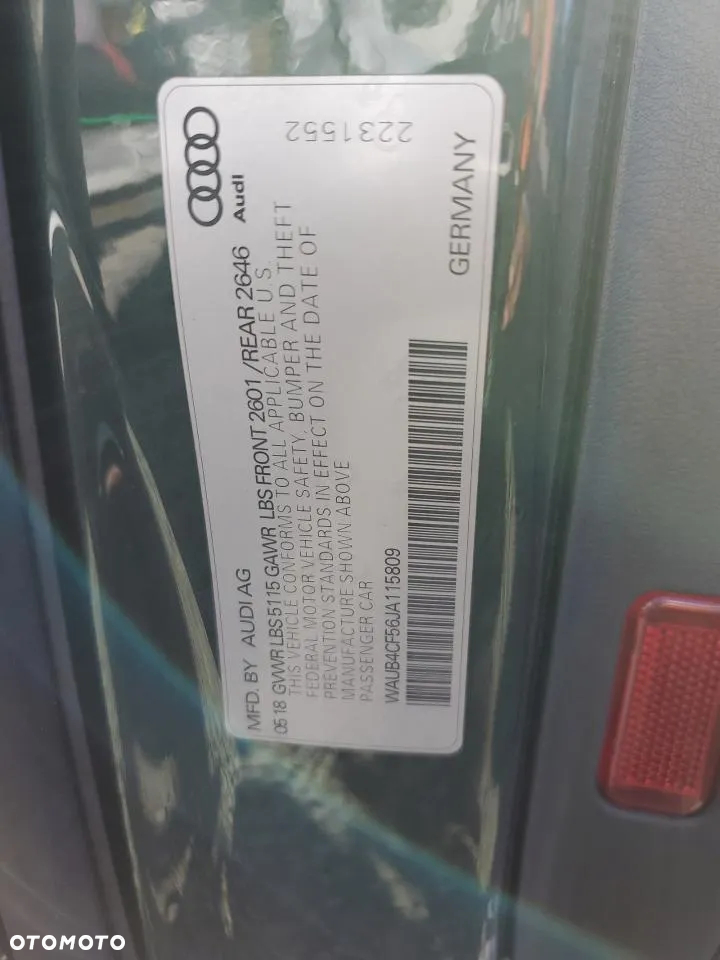 Audi
2231552
MFD. BY AUDI AG
05 18 GVWR LBS 5115 GAWR LBS FRONT 2601 / REAR 2646
THIS VEHICLE CONFORMS TO ALL APPLICABLE U.S.
FEDERAL MOTOR VEHICLE SAFETY, BUMPER AND THEFT
PREVENTION STANDARDS IN EFFECT ON THE DATE OF
MANUFACTURE SHOWN ABOVE
PASSENGER CAR
WAUB4CF56JA115809
GERMANY
OTOMOTO